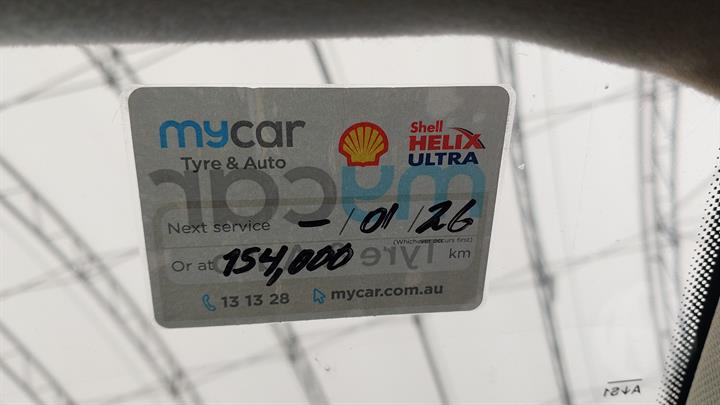 mycar
Tyre & Auto
Shell
HELIX
ULTRA
Next service - / 01 / 26
(Whichever occurs first)
Or at 154,000 km
13 13 28 mycar.com.au